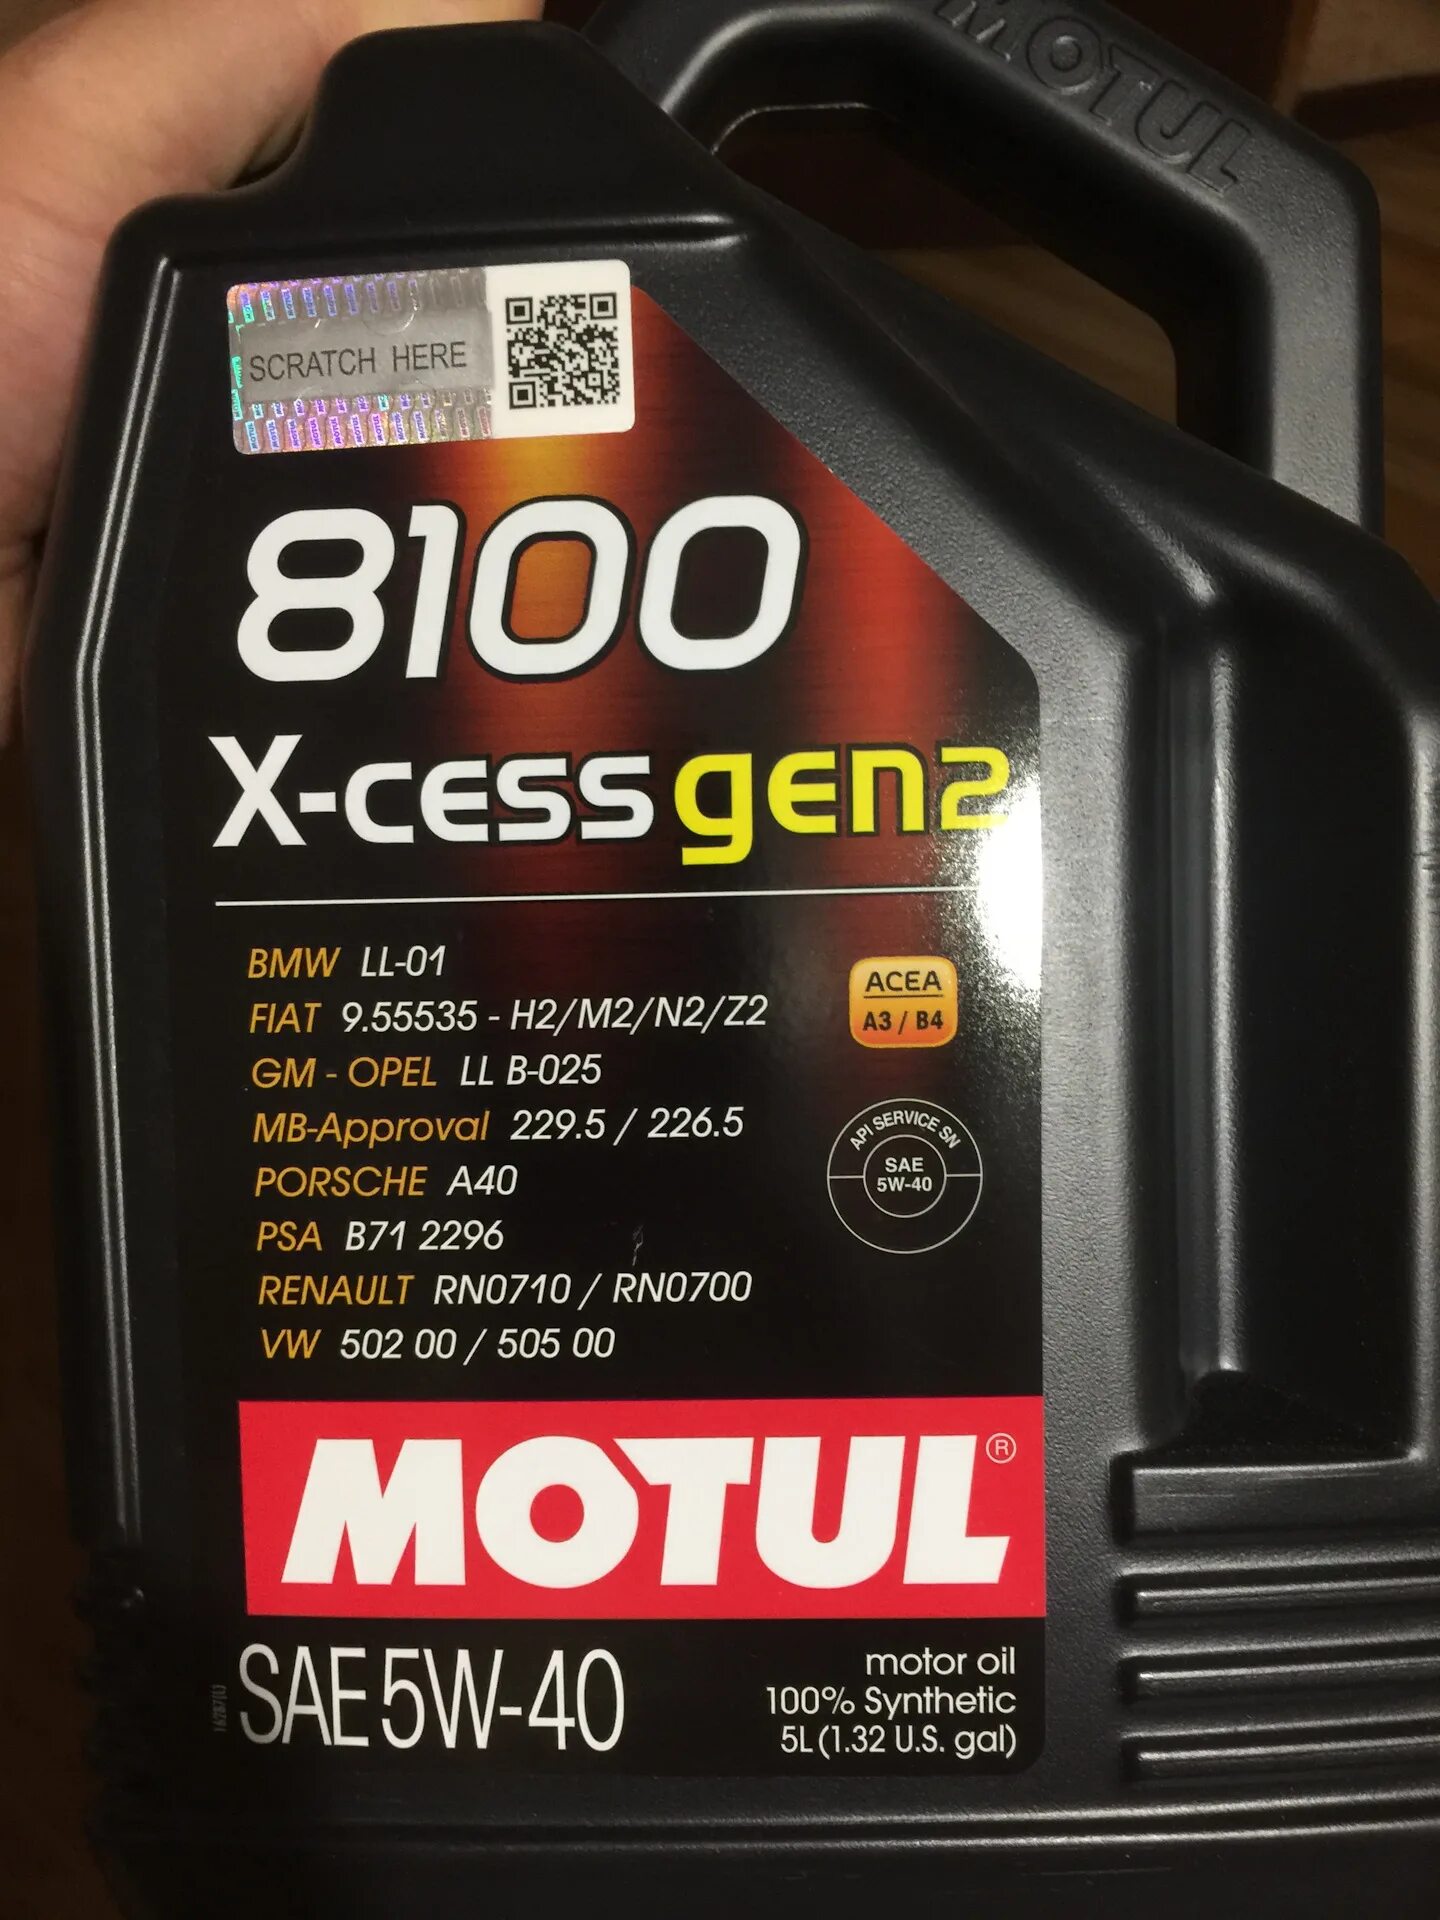 MOTUL
SCRATCH HERE
8100
X-cess gen2
BMW LL-01
FIAT 9.55535 - H2/M2/N2/Z2
GM - OPEL LL B-025
MB-Approval 229.5 / 226.5
PORSCHE A40
PSA B71 2296
RENAULT RN0710 / RN0700
VW 502 00 / 505 00
ACEA
A3 / B4
API SERVICE SN
SAE
5W-40
MOTUL®
SAE 5W-40
motor oil
100% Synthetic
5L (1.32 U.S. gal)